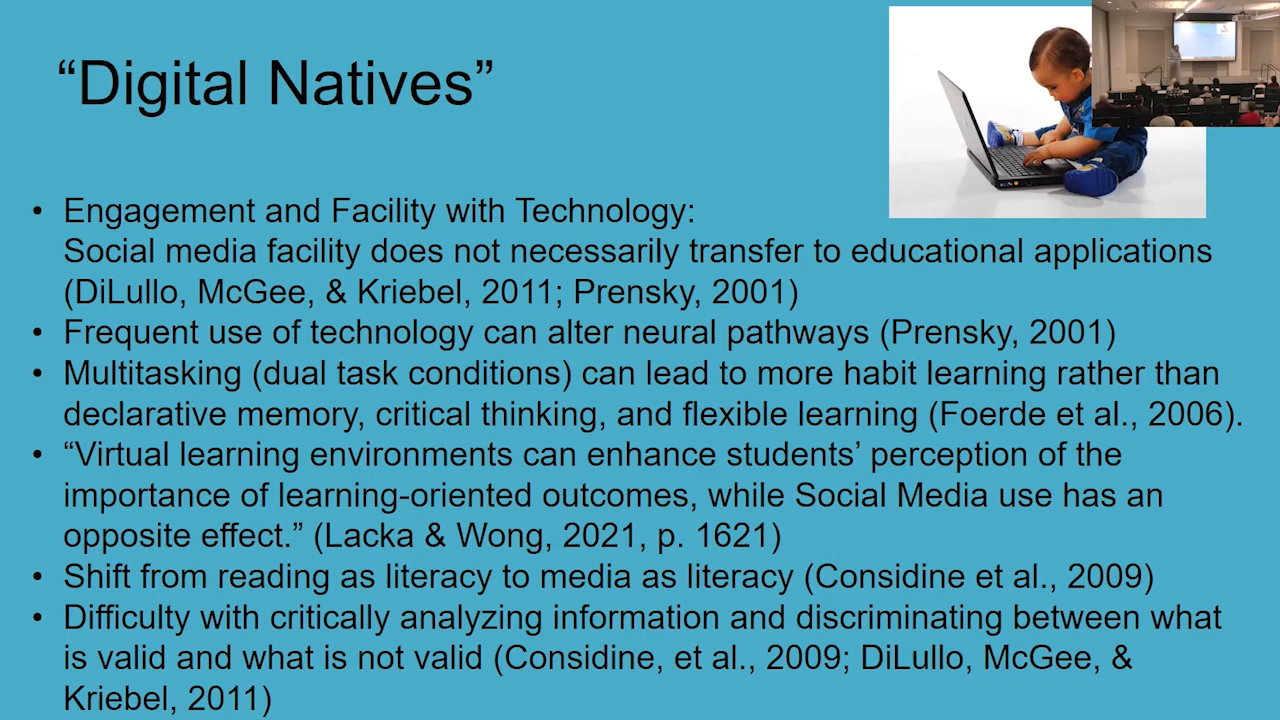 “Digital Natives”
• Engagement and Facility with Technology:
Social media facility does not necessarily transfer to educational applications
(DiLullo, McGee, & Kriebel, 2011; Prensky, 2001)
• Frequent use of technology can alter neural pathways (Prensky, 2001)
• Multitasking (dual task conditions) can lead to more habit learning rather than
declarative memory, critical thinking, and flexible learning (Foerde et al., 2006).
• “Virtual learning environments can enhance students’ perception of the
importance of learning-oriented outcomes, while Social Media use has an
opposite effect.” (Lacka & Wong, 2021, p. 1621)
• Shift from reading as literacy to media as literacy (Considine et al., 2009)
• Difficulty with critically analyzing information and discriminating between what
is valid and what is not valid (Considine, et al., 2009; DiLullo, McGee, &
Kriebel, 2011)